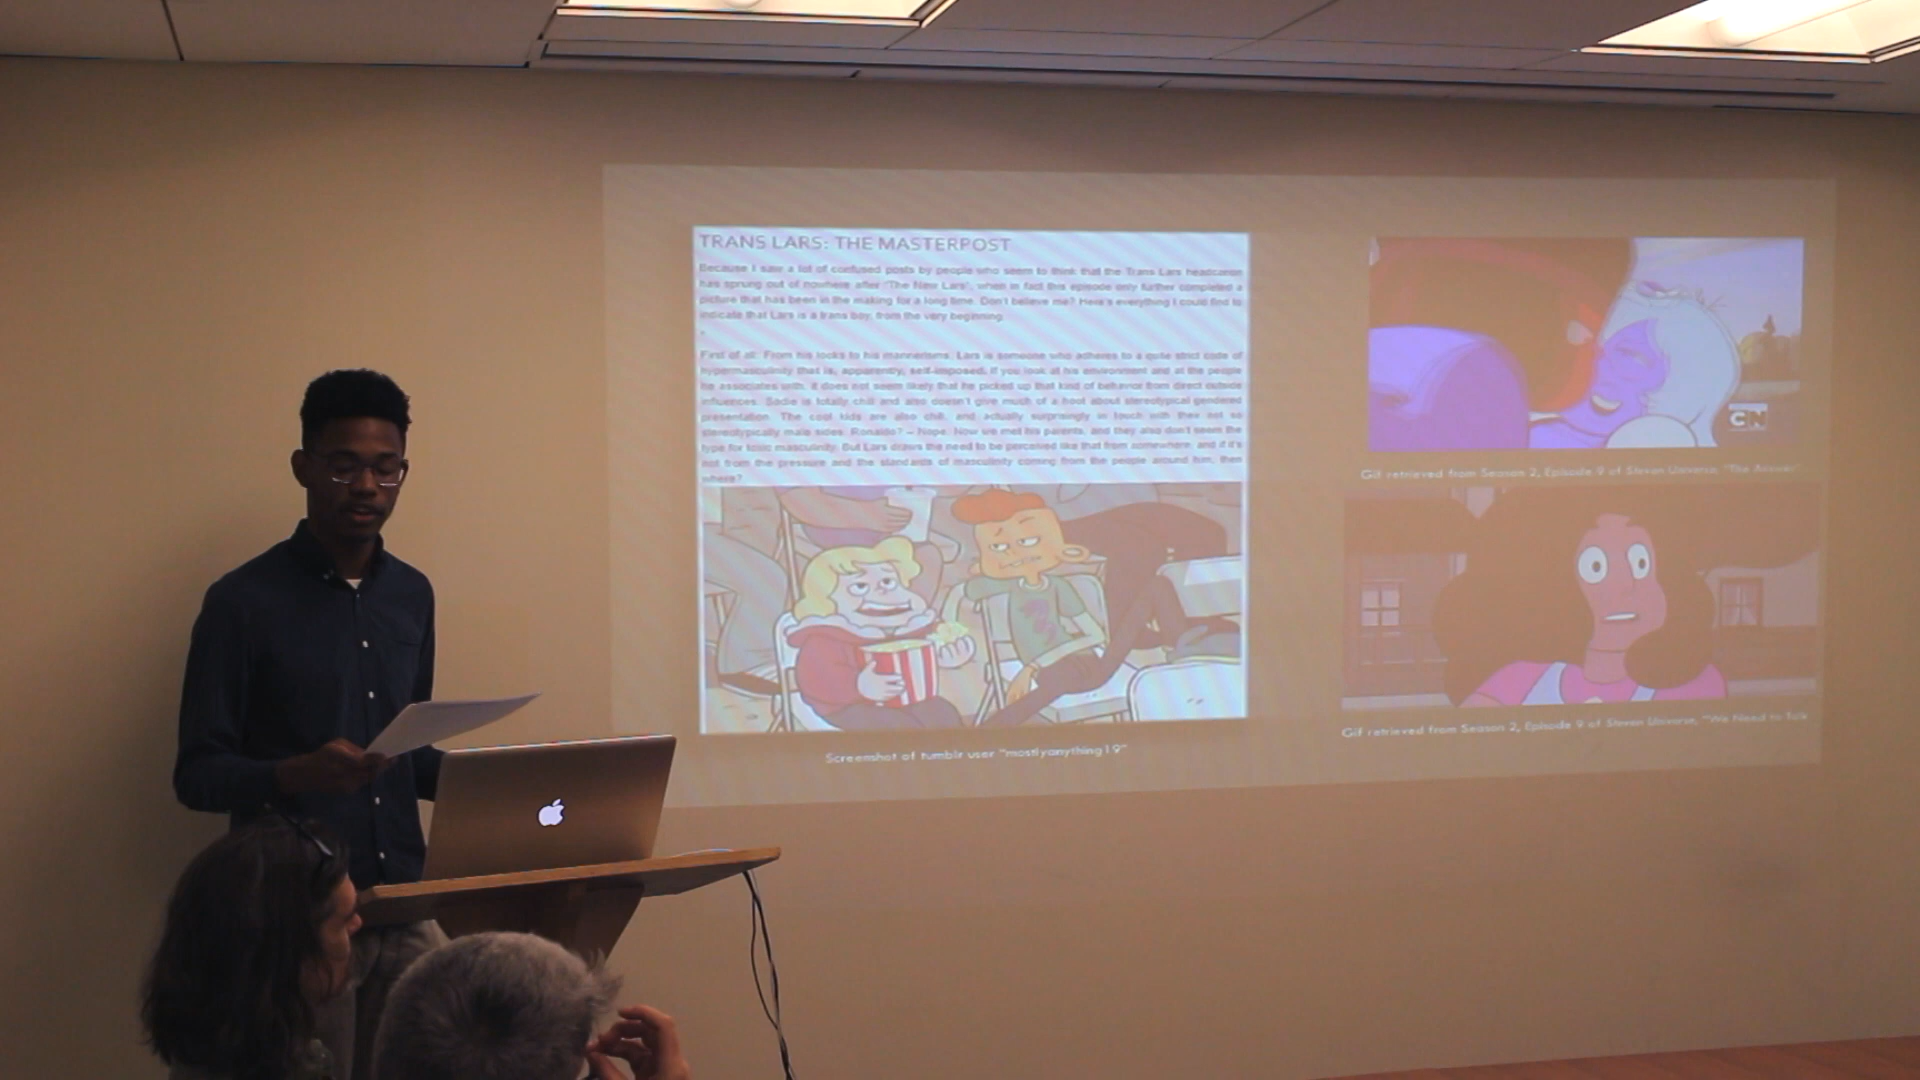 TRANS LARS: THE MASTERPOST
Because I saw a lot of confused posts by people who seem to think that the Trans Lars headcanon
has sprung out of nowhere after "The New Lars", when in fact this episode only further completed a
picture that has been in the making for a long time. Don't believe me? Here's everything I could find to
indicate that Lars is a trans boy, from the very beginning.
First of all: From his looks to his mannerisms, Lars is someone who adheres to a quite strict code of
hypermasculinity that is, apparently, self-imposed. If you look at his environment and at the people
he associates with, it does not seem likely that he picked up that kind of behavior from direct outside
influences. Sadie is totally chill and also doesn't give much of a hoot about stereotypical gendered
presentation. The cool kids are also chill, and actually surprisingly in touch with their not so
stereotypically male sides. Ronaldo? – Nope. Now we met his parents, and they also don't seem the
type for toxic masculinity. But Lars draws the need to be perceived like that from somewhere, and if it's
not from the pressure and the standards of masculinity coming from the people around him, then
where?
Screenshot of tumblr user "mostlyanything19"
CN
Gif retrieved from Season 2, Episode 9 of Steven Universe, "The Answer"
Gif retrieved from Season 2, Episode 9 of Steven Universe, "We Need to Talk